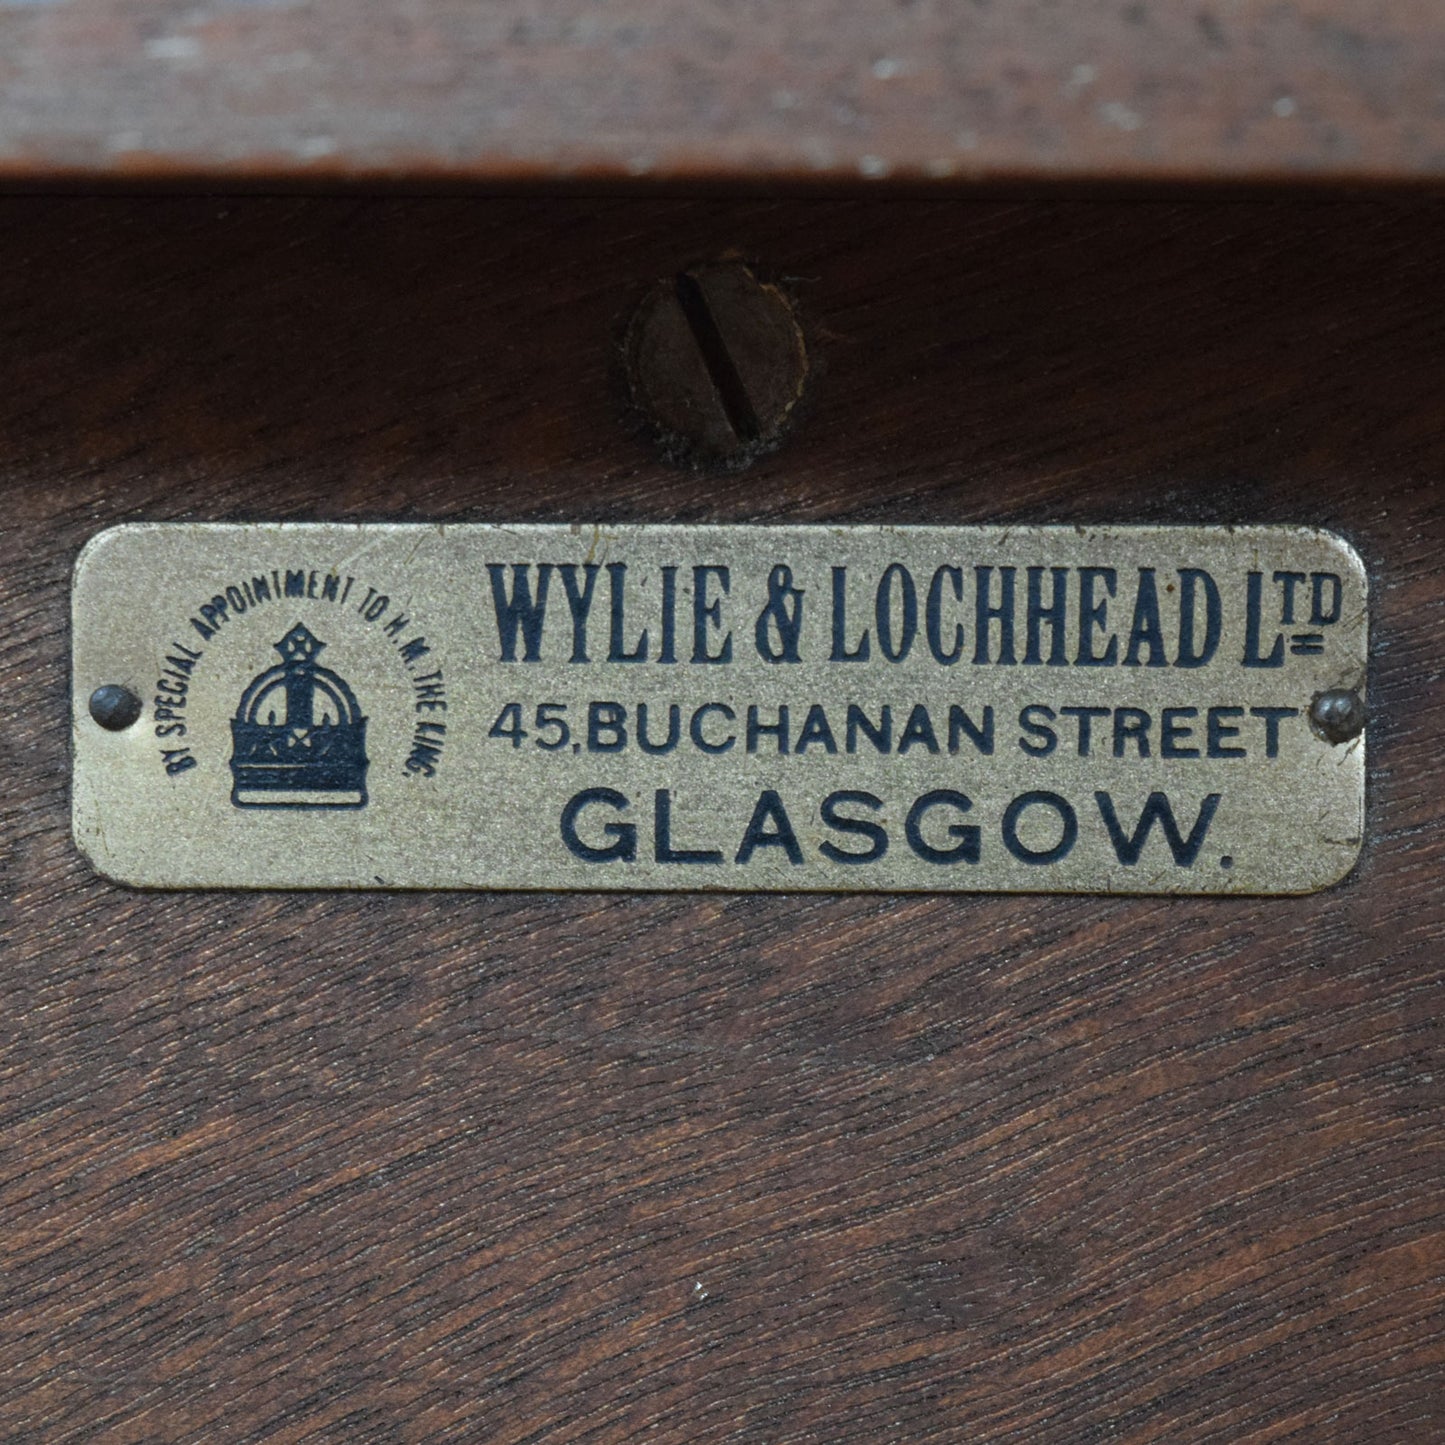 BY SPECIAL APPOINTMENT TO H. M. THE KING.
WYLIE & LOCHHEAD LTD
45, BUCHANAN STREET
GLASGOW.